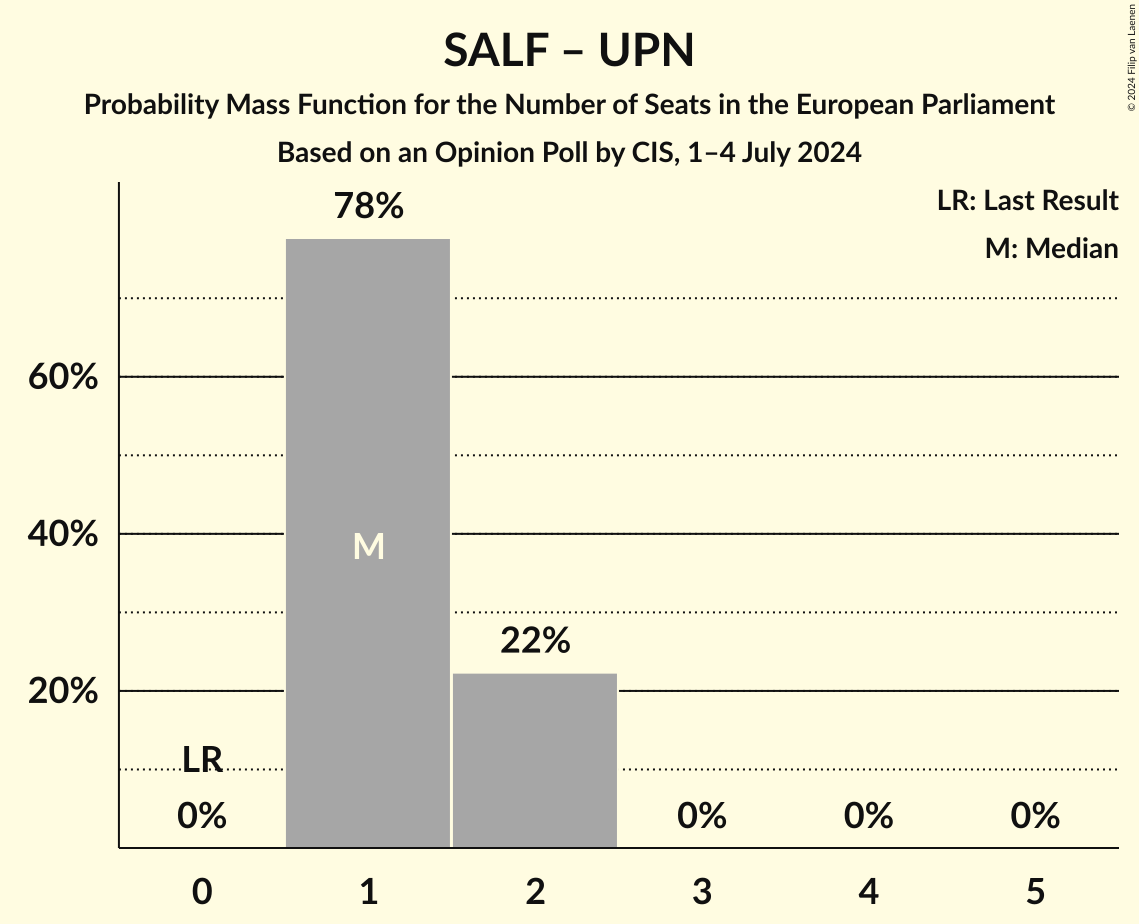 SALF – UPN
Probability Mass Function for the Number of Seats in the European Parliament
Based on an Opinion Poll by CIS, 1–4 July 2024
© 2024 Filip van Laenen
LR: Last Result
M: Median
78%
60%
40%
M
22%
20%
LR
0%
0%
0%
0%
0 1 2 3 4 5